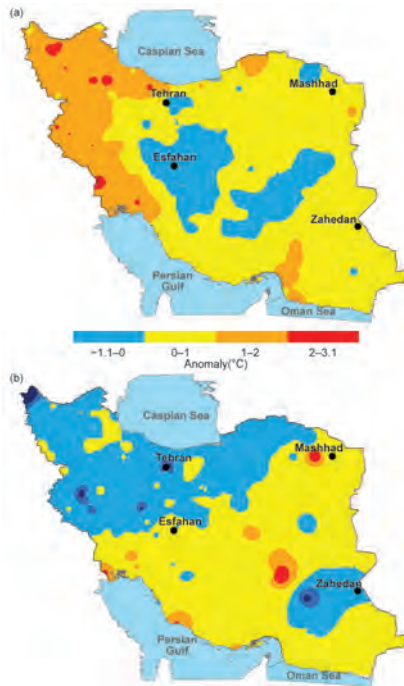 (a)
Caspian Sea
Mashhad
Tehran
Esfahan
Zahedan
Persian
Gulf
Oman Sea
–1.1–0 0–1 1–2 2–3.1
Anomaly(°C)
(b)
Caspian Sea
Tehran
Mashhad
Esfahan
Zahedan
Persian
Gulf
Oman Sea